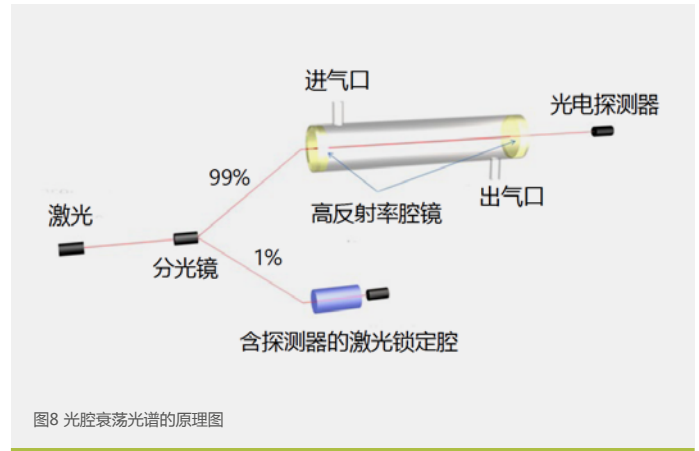 进气口
光电探测器
99%
出气口
激光
高反射率腔镜
1%
分光镜
含探测器的激光锁定腔
图8 光腔衰荡光谱的原理图